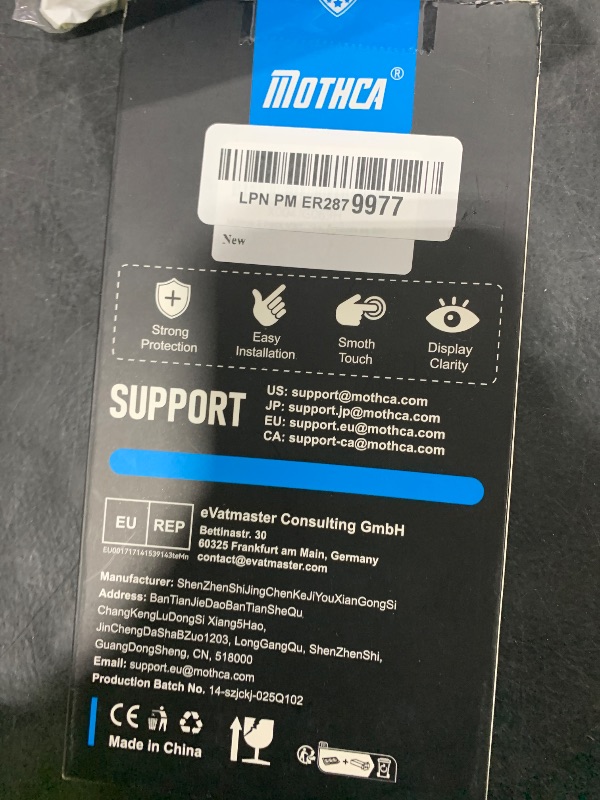 MOTHCA®
LPN PM ER287 9977
New
Strong
Protection
Easy
Installation
Smoth
Touch
Display
Clarity
SUPPORT
US: support@mothca.com
JP: support.jp@mothca.com
EU: support.eu@mothca.com
CA: support-ca@mothca.com
EU REP
EU001717141539143teMn
eVatmaster Consulting GmbH
Bettinastr. 30
60325 Frankfurt am Main, Germany
contact@evatmaster.com
Manufacturer: ShenZhenShiJingChenKeJiYouXianGongSi
Address: BanTianJieDaoBanTianSheQu
ChangKengLuDongSi Xiang5Hao,
JinChengDaShaBZuo1203, LongGangQu, ShenZhenShi,
GuangDongSheng, CN, 518000
Email: support.eu@mothca.com
Production Batch No. 14-szjckj-025Q102
CE
Made in China